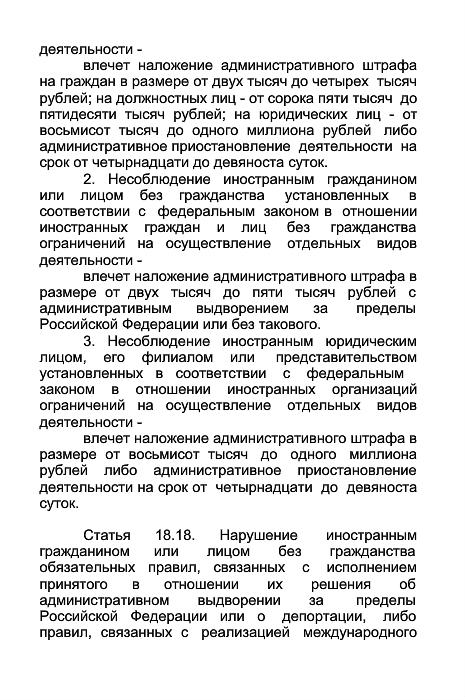 деятельности -
влечет наложение административного штрафа
на граждан в размере от двух тысяч до четырех тысяч
рублей; на должностных лиц - от сорока пяти тысяч до
пятидесяти тысяч рублей; на юридических лиц - от
восьмисот тысяч до одного миллиона рублей либо
административное приостановление деятельности на
срок от четырнадцати до девяноста суток.
2. Несоблюдение иностранным гражданином
или лицом без гражданства установленных в
соответствии с федеральным законом в отношении
иностранных граждан и лиц без гражданства
ограничений на осуществление отдельных видов
деятельности -
влечет наложение административного штрафа в
размере от двух тысяч до пяти тысяч рублей с
административным выдворением за пределы
Российской Федерации или без такового.
3. Несоблюдение иностранным юридическим
лицом, его филиалом или представительством
установленных в соответствии с федеральным
законом в отношении иностранных организаций
ограничений на осуществление отдельных видов
деятельности -
влечет наложение административного штрафа в
размере от восьмисот тысяч до одного миллиона
рублей либо административное приостановление
деятельности на срок от четырнадцати до девяноста
суток.
Статья 18.18. Нарушение иностранным
гражданином или лицом без гражданства
обязательных правил, связанных с исполнением
принятого в отношении их решения об
административном выдворении за пределы
Российской Федерации или о депортации, либо
правил, связанных с реализацией международного